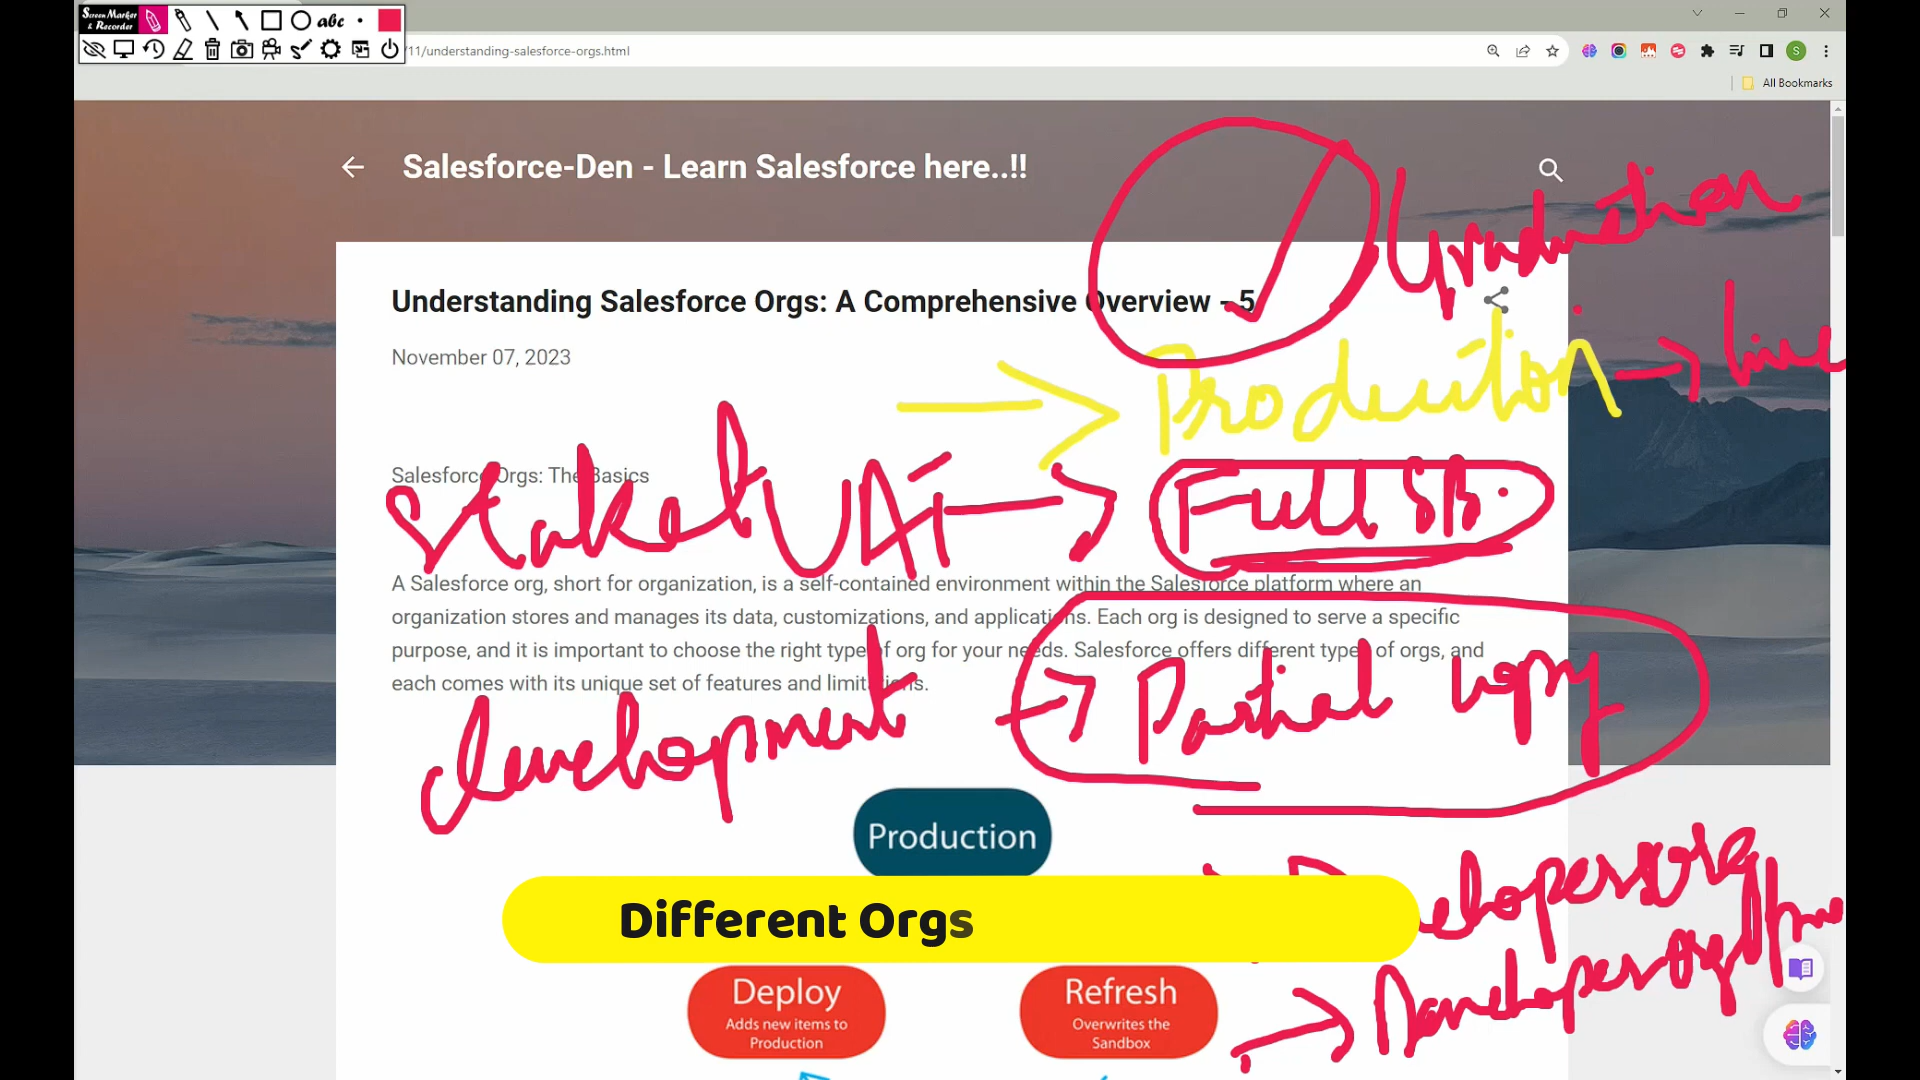 Screen Marker
& Recorder
abc
11/understanding-salesforce-orgs.html
S
All Bookmarks
Salesforce-Den - Learn Salesforce here..!!
Understanding Salesforce Orgs: A Comprehensive Overview - 5
November 07, 2023
Production → live
Salesforce Orgs: The Basics
UAT → Full SB.
A Salesforce org, short for organization, is a self-contained environment within the Salesforce platform where an
organization stores and manages its data, customizations, and applications. Each org is designed to serve a specific
purpose, and it is important to choose the right type of org for your needs. Salesforce offers different types of orgs, and
each comes with its unique set of features and limitations.
development → Partial copy
Production
Different Orgs
Deploy
Adds new items to
Production
Refresh
Overwrites the
Sandbox